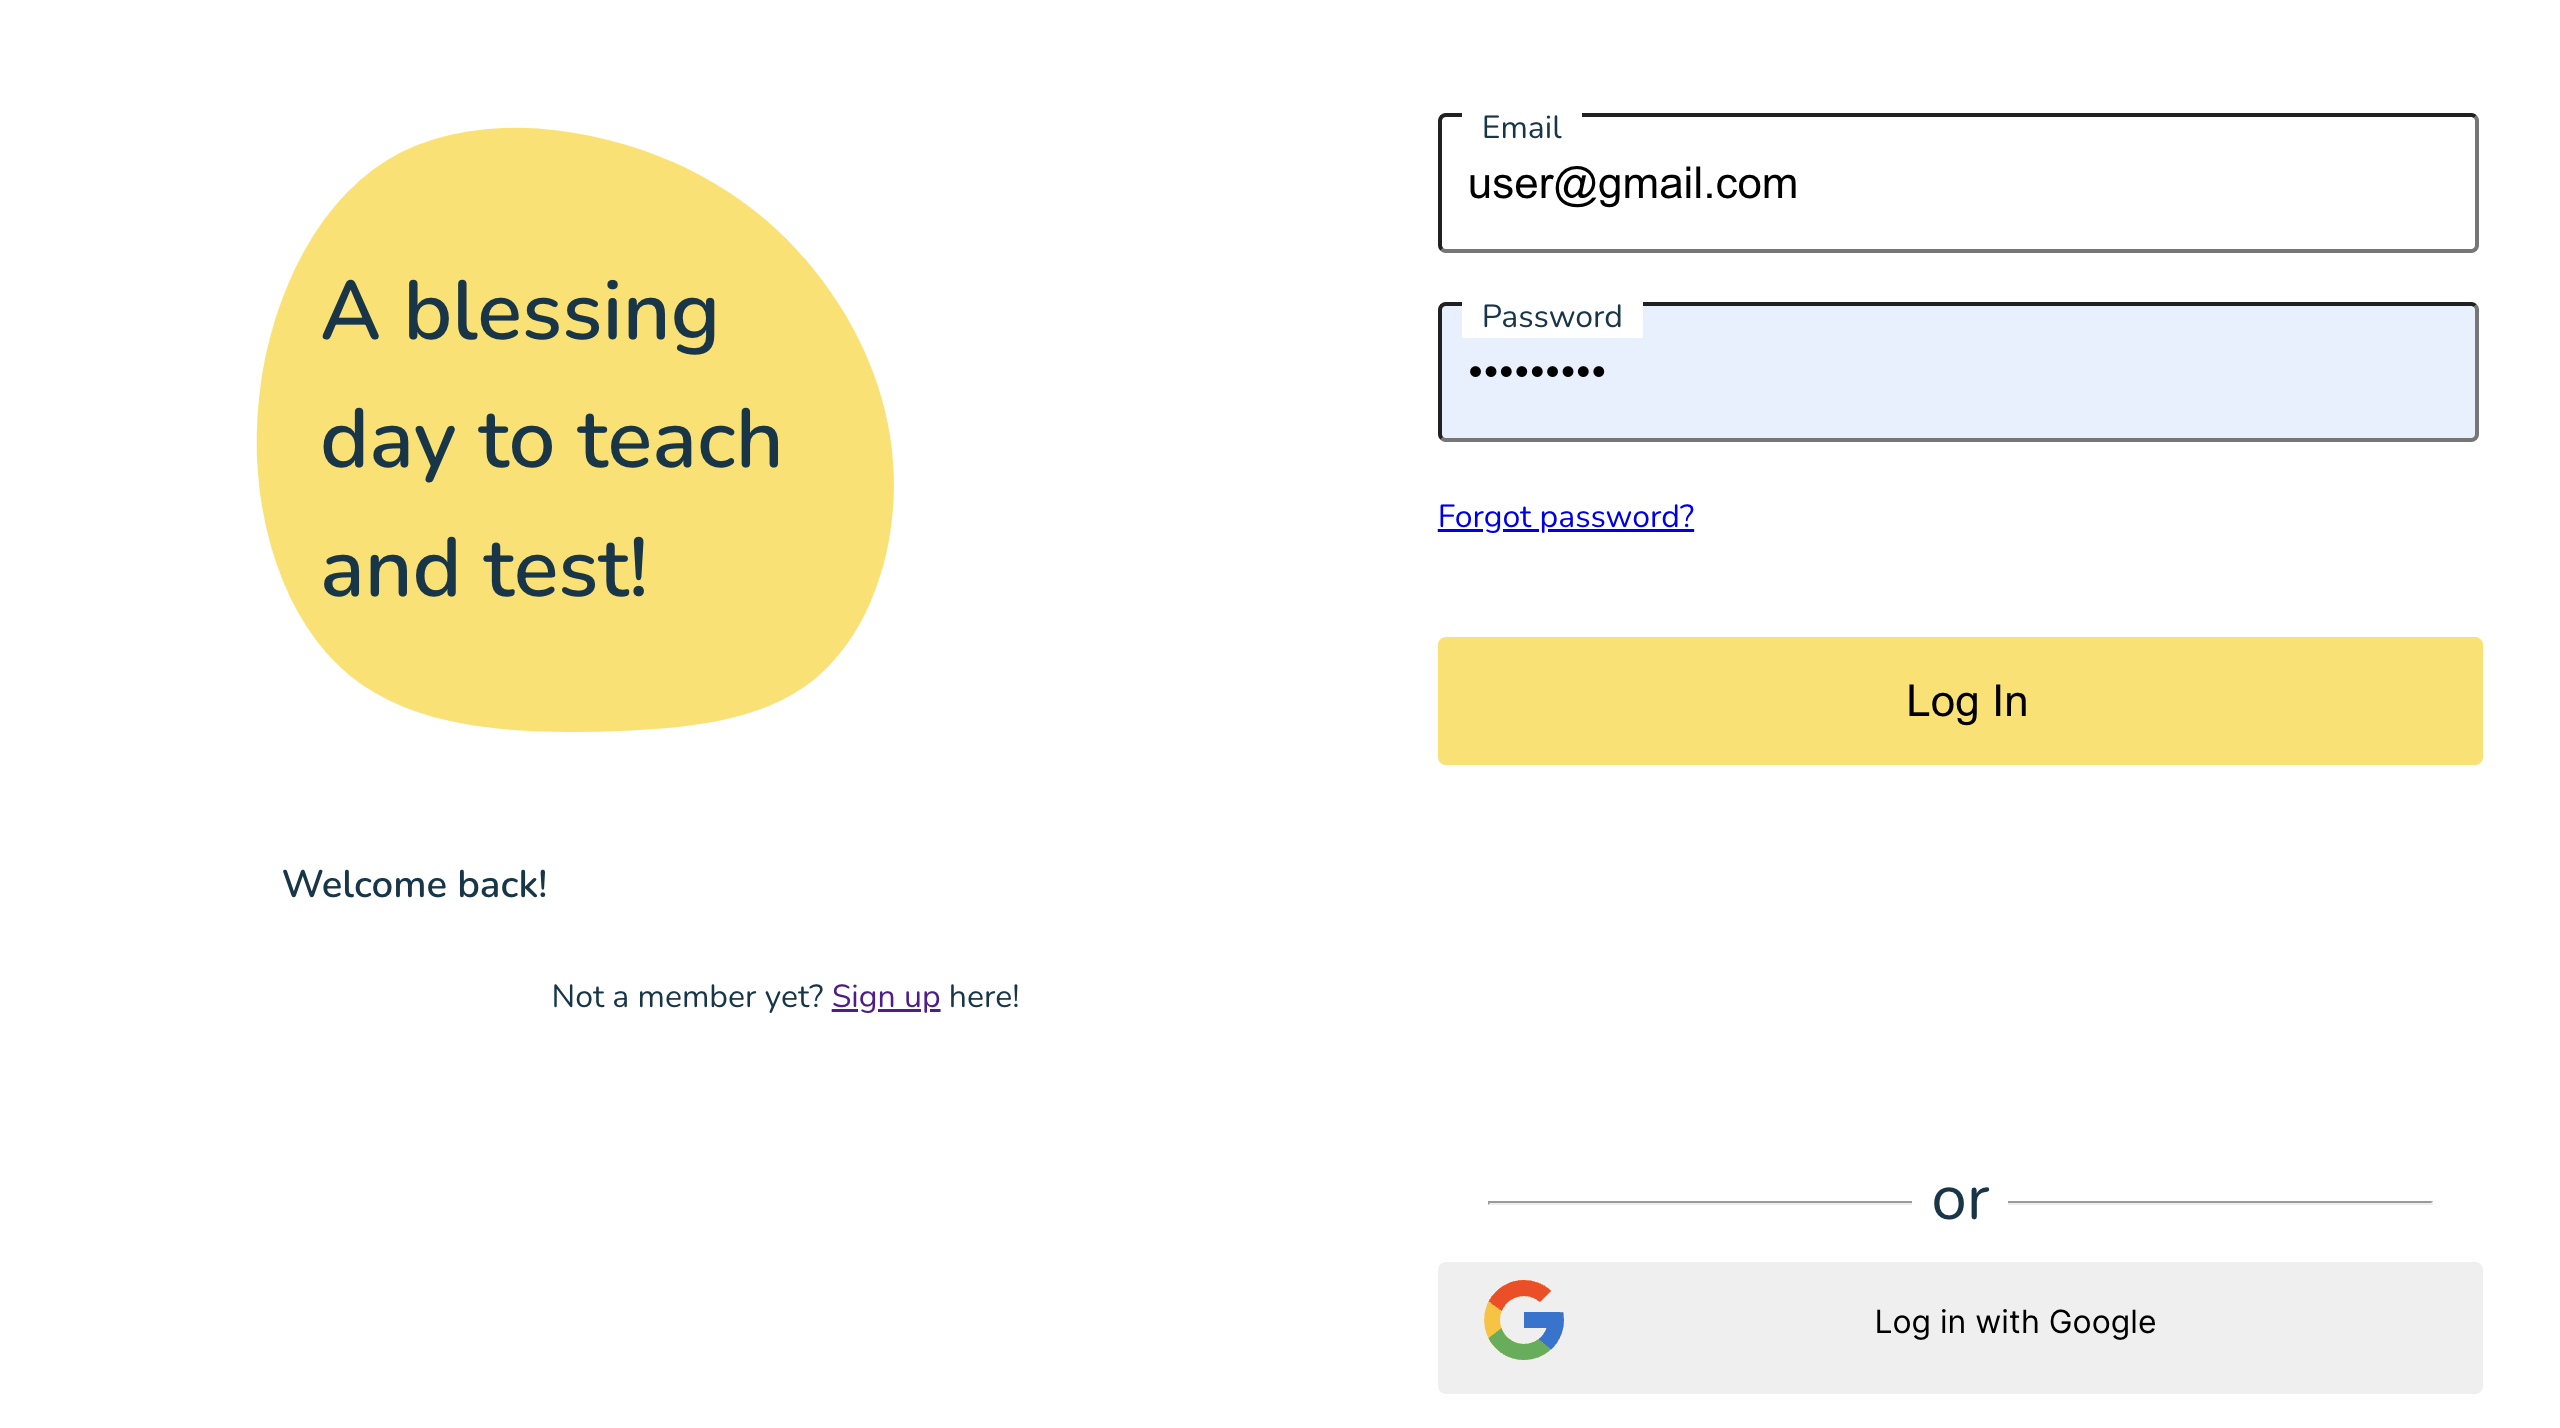 A blessing
day to teach
and test!
Welcome back!
Not a member yet? Sign up here!
Email
user@gmail.com
Password
•••••••••
Forgot password?
Log In
or
Log in with Google